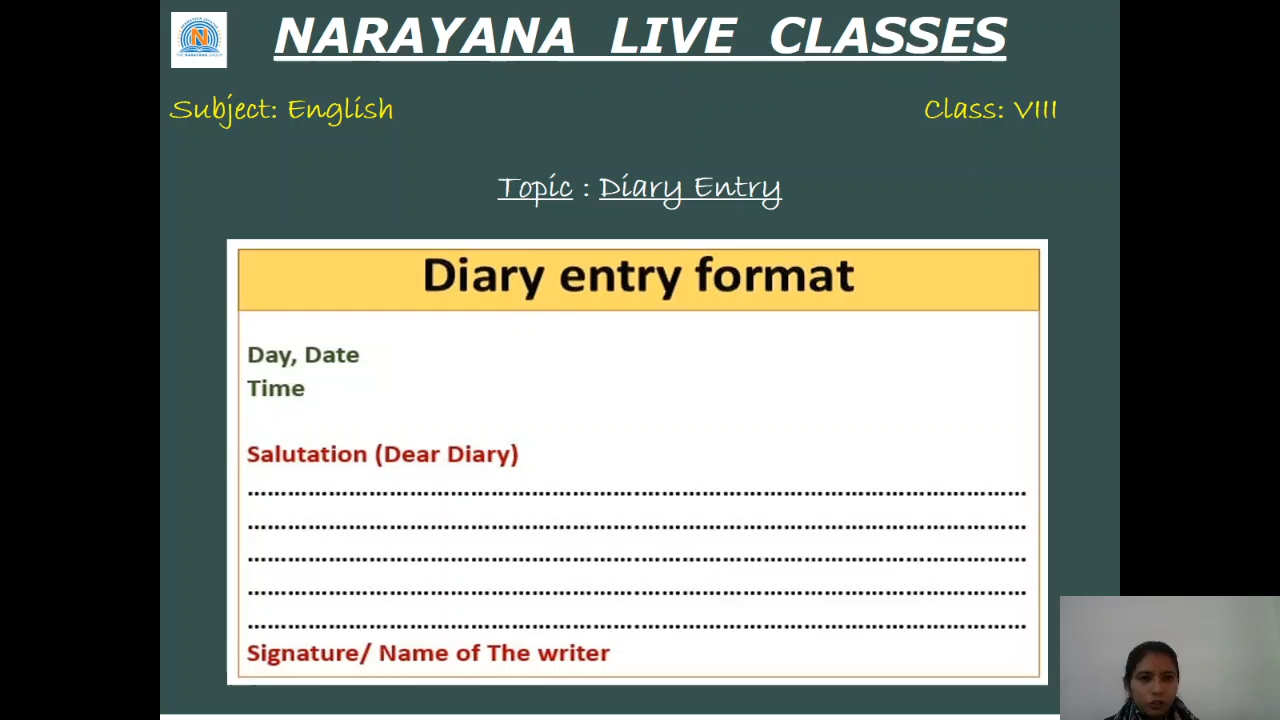 NARAYANA LIVE CLASSES
Subject: English
Class: VIII
Topic : Diary Entry
Diary entry format
Day, Date
Time
Salutation (Dear Diary)
................................................................................................
................................................................................................
................................................................................................
................................................................................................
................................................................................................
Signature/ Name of The writer